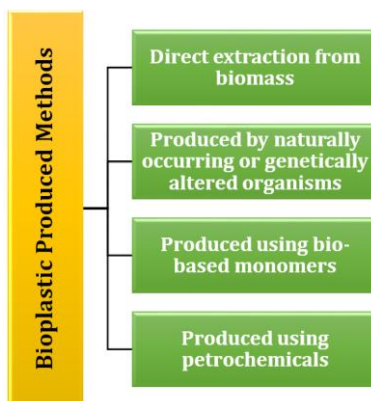 Bioplastic Produced Methods
Direct extraction from
biomass
Produced by naturally
occurring or genetically
altered organisms
Produced using bio-
based monomers
Produced using
petrochemicals